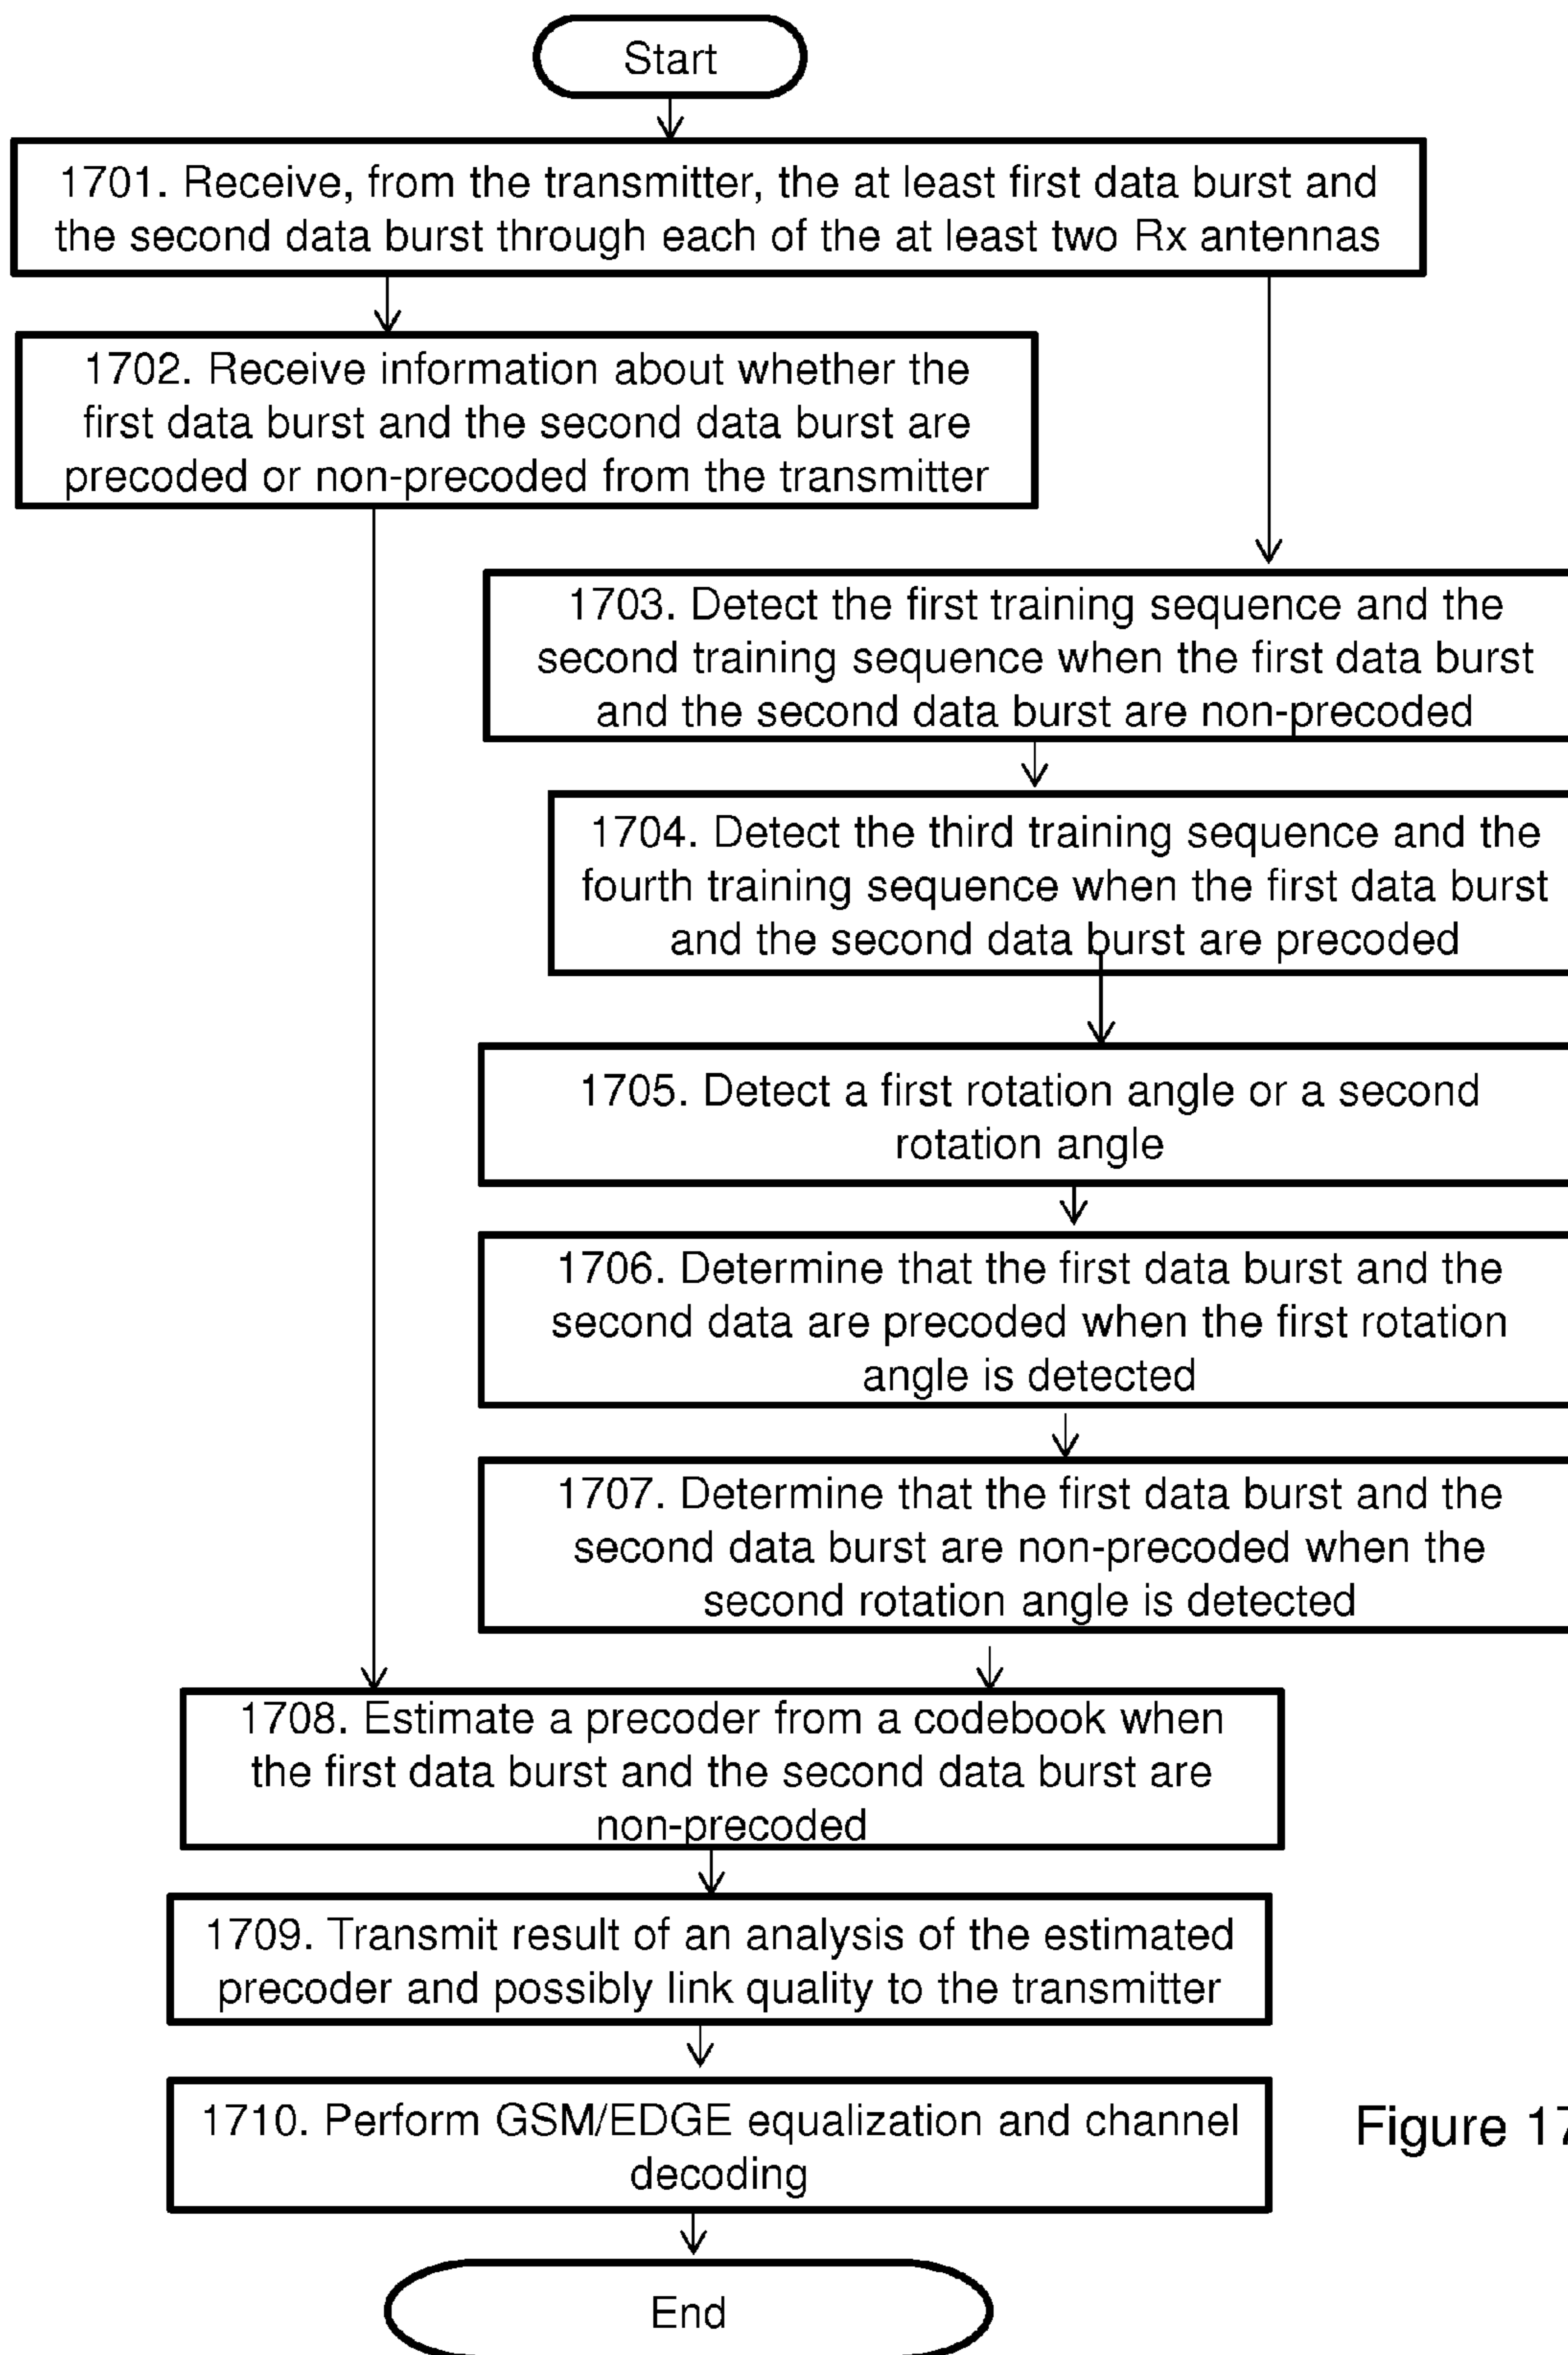 Start
1701. Receive, from the transmitter, the at least first data burst and
the second data burst through each of the at least two Rx antennas
1702. Receive information about whether the
first data burst and the second data burst are
precoded or non-precoded from the transmitter
1703. Detect the first training sequence and the
second training sequence when the first data burst
and the second data burst are non-precoded
1704. Detect the third training sequence and the
fourth training sequence when the first data burst
and the second data burst are precoded
1705. Detect a first rotation angle or a second
rotation angle
1706. Determine that the first data burst and the
second data are precoded when the first rotation
angle is detected
1707. Determine that the first data burst and the
second data burst are non-precoded when the
second rotation angle is detected
1708. Estimate a precoder from a codebook when
the first data burst and the second data burst are
non-precoded
1709. Transmit result of an analysis of the estimated
precoder and possibly link quality to the transmitter
1710. Perform GSM/EDGE equalization and channel
decoding
Figure 17
End